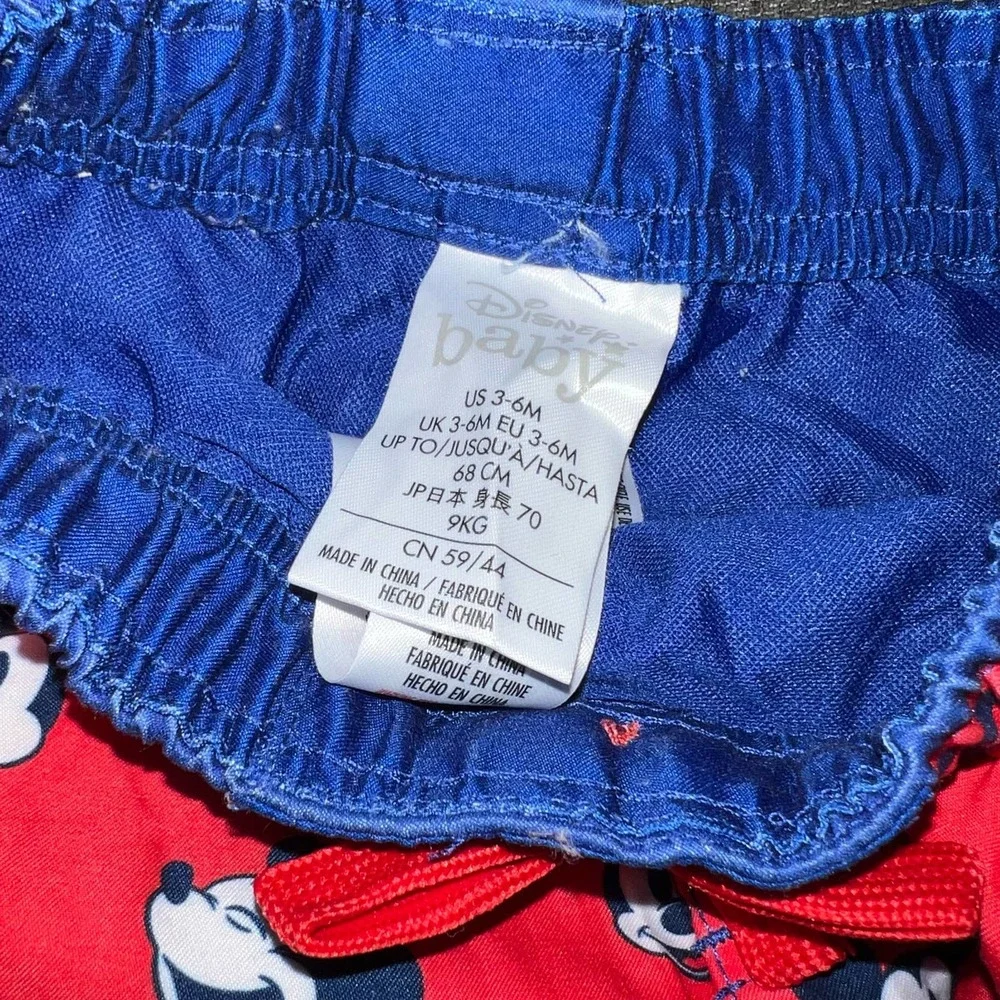 Disney
baby
US 3-6M
UK 3-6M EU 3-6M
UP TO/JUSQU'À/HASTA
68 CM
JP日本 身長 70
9KG
CN 59/44
MADE IN CHINA / FABRIQUÉ EN CHINE
HECHO EN CHINA
MADE IN CHINA
FABRIQUÉ EN CHINE
HECHO EN CHINA